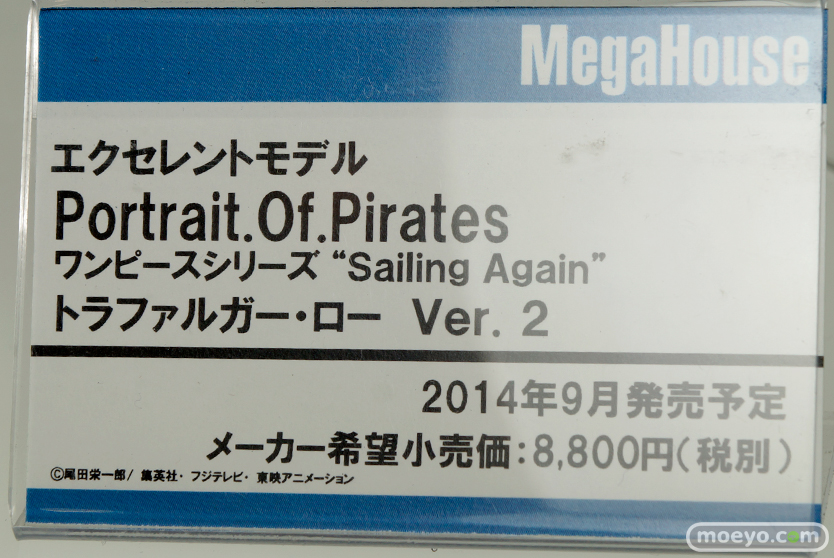 MegaHouse
エクセレントモデル
Portrait.Of.Pirates
ワンピースシリーズ “Sailing Again”
トラファルガー・ロー Ver. 2
2014年9月発売予定
メーカー希望小売価：8,800円（税別）
©尾田栄一郎/ 集英社・フジテレビ・東映アニメーション
moeyo.com